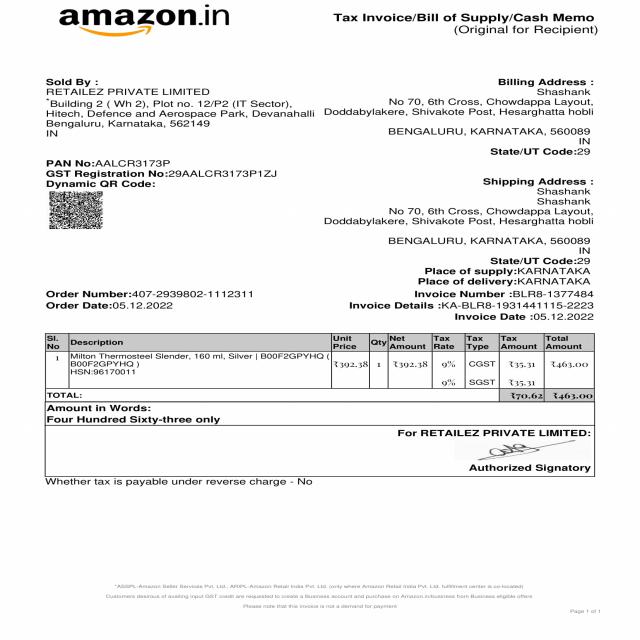 amazon.in
Tax Invoice/Bill of Supply/Cash Memo
(Original for Recipient)
Sold By :
RETAILEZ PRIVATE LIMITED
*Building 2 ( Wh 2), Plot no. 12/P2 (IT Sector),
Hitech, Defence and Aerospace Park, Devanahalli
Bengaluru, Karnataka, 562149
IN
Billing Address :
Shashank
No 70, 6th Cross, Chowdappa Layout,
Doddabylakere, Shivakote Post, Hesarghatta hobli
BENGALURU, KARNATAKA, 560089
IN
State/UT Code:29
PAN No:AALCR3173P
GST Registration No:29AALCR3173P1ZJ
Dynamic QR Code:
Shipping Address :
Shashank
Shashank
No 70, 6th Cross, Chowdappa Layout,
Doddabylakere, Shivakote Post, Hesarghatta hobli
BENGALURU, KARNATAKA, 560089
IN
State/UT Code:29
Place of supply:KARNATAKA
Place of delivery:KARNATAKA
Order Number:407-2939802-1112311
Order Date:05.12.2022
Invoice Number :BLR8-1377484
Invoice Details :KA-BLR8-1931441115-2223
Invoice Date :05.12.2022
Sl. No Description Unit Price Qty Net Amount Tax Rate Tax Type Tax Amount Total Amount
1 Milton Thermosteel Slender, 160 ml, Silver | B00F2GPYHQ ( ₹392.38 1 ₹392.38 9% CGST ₹35.31 ₹463.00
B00F2GPYHQ )
HSN:96170011
9% SGST ₹35.31
TOTAL: ₹70.62 ₹463.00
Amount in Words:
Four Hundred Sixty-three only
For RETAILEZ PRIVATE LIMITED:
Authorized Signatory
Whether tax is payable under reverse charge - No
*ASSPL-Amazon Seller Services Pvt. Ltd., ARIPL-Amazon Retail India Pvt. Ltd. (only where Amazon Retail India Pvt. Ltd. fulfillment center is co-located)
Customers desirous of availing input GST credit are requested to create a Business account and purchase on Amazon.in/business from Business eligible offers
Please note that this invoice is not a demand for payment
Page 1 of 1